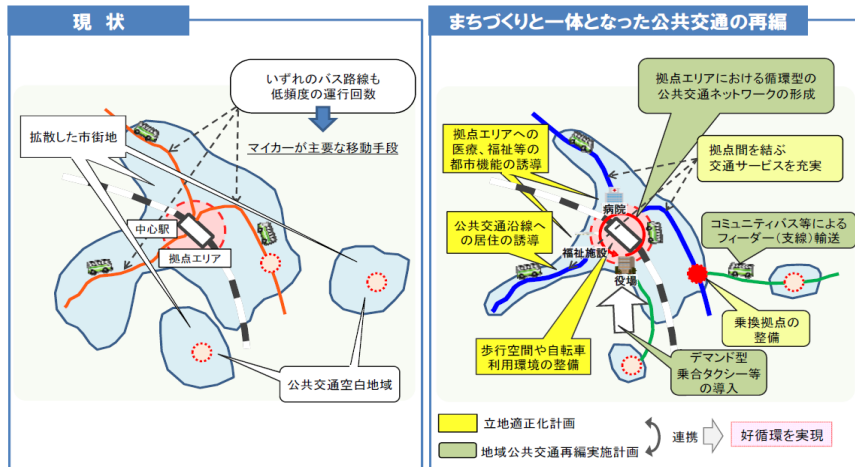 現 状
いずれのバス路線も
低頻度の運行回数
マイカーが主要な移動手段
拡散した市街地
中心駅
拠点エリア
公共交通空白地域
まちづくりと一体となった公共交通の再編
拠点エリアにおける循環型の
公共交通ネットワークの形成
拠点エリアへの
医療、福祉等の
都市機能の誘導
拠点間を結ぶ
交通サービスを充実
病院
公共交通沿線へ
の居住の誘導
福祉施設
コミュニティバス等による
フィーダー(支線)輸送
役場
乗換拠点の
整備
歩行空間や自転車
利用環境の整備
デマンド型
乗合タクシー等
の導入
立地適正化計画
地域公共交通再編実施計画
連携
好循環を実現